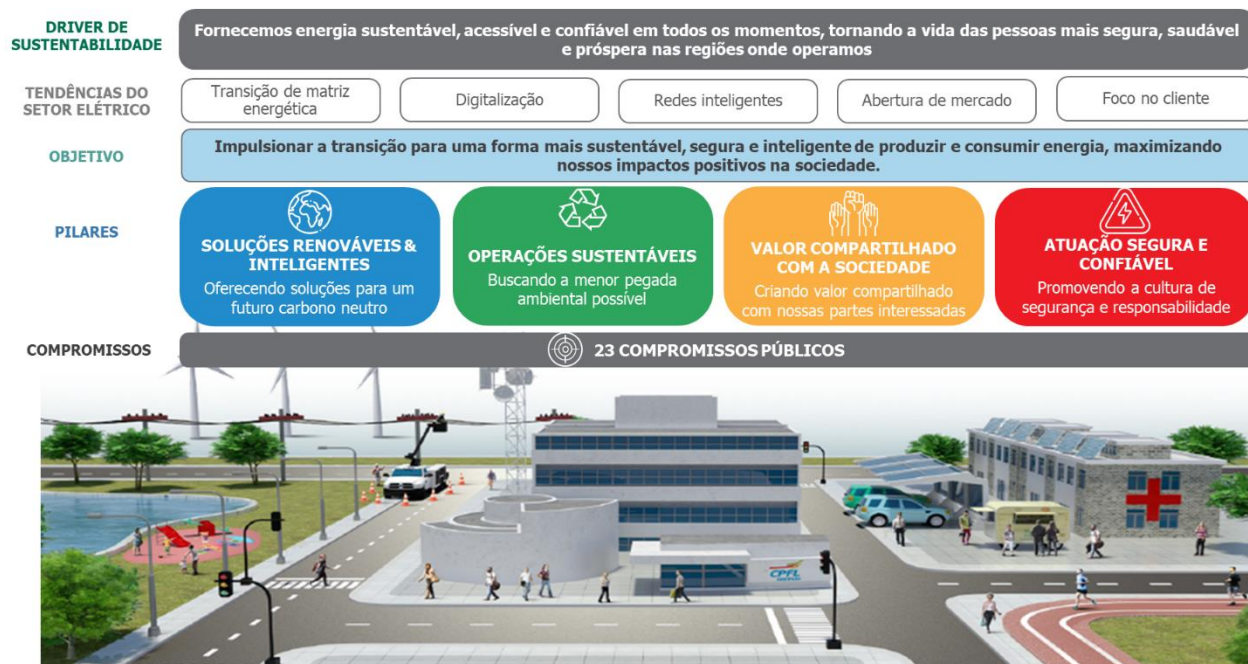 DRIVER DE
SUSTENTABILIDADE
Fornecemos energia sustentável, acessível e confiável em todos os momentos, tornando a vida das pessoas mais segura, saudável
e próspera nas regiões onde operamos
TENDÊNCIAS DO
SETOR ELÉTRICO
Transição de matriz
energética
Digitalização
Redes inteligentes
Abertura de mercado
Foco no cliente
OBJETIVO
Impulsionar a transição para uma forma mais sustentável, segura e inteligente de produzir e consumir energia, maximizando
nossos impactos positivos na sociedade.
PILARES
SOLUÇÕES RENOVÁVEIS &
INTELIGENTES
Oferecendo soluções para um
futuro carbono neutro
OPERAÇÕES SUSTENTÁVEIS
Buscando a menor pegada
ambiental possível
VALOR COMPARTILHADO
COM A SOCIEDADE
Criando valor compartilhado
com nossas partes interessadas
ATUAÇÃO SEGURA E
CONFIÁVEL
Promovendo a cultura de
segurança e responsabilidade
COMPROMISSOS
23 COMPROMISSOS PÚBLICOS
CPFL